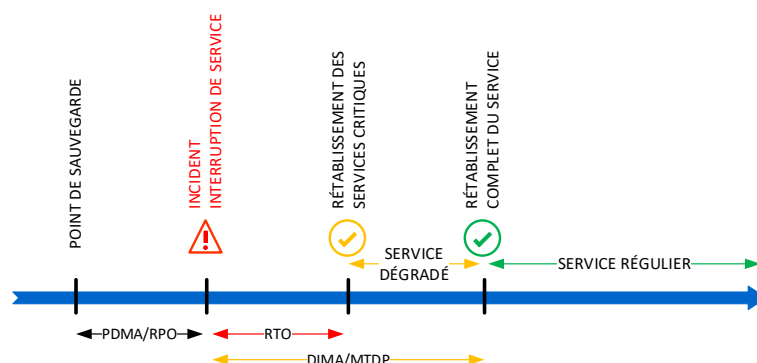 POINT DE SAUVEGARDE
INCIDENT
INTERRUPTION DE SERVICE
RÉTABLISSEMENT DES
SERVICES CRITIQUES
RÉTABLISSEMENT
COMPLET DU SERVICE
SERVICE
DÉGRADÉ
SERVICE RÉGULIER
PDMA/RPO
RTO
DIMA/MTDP